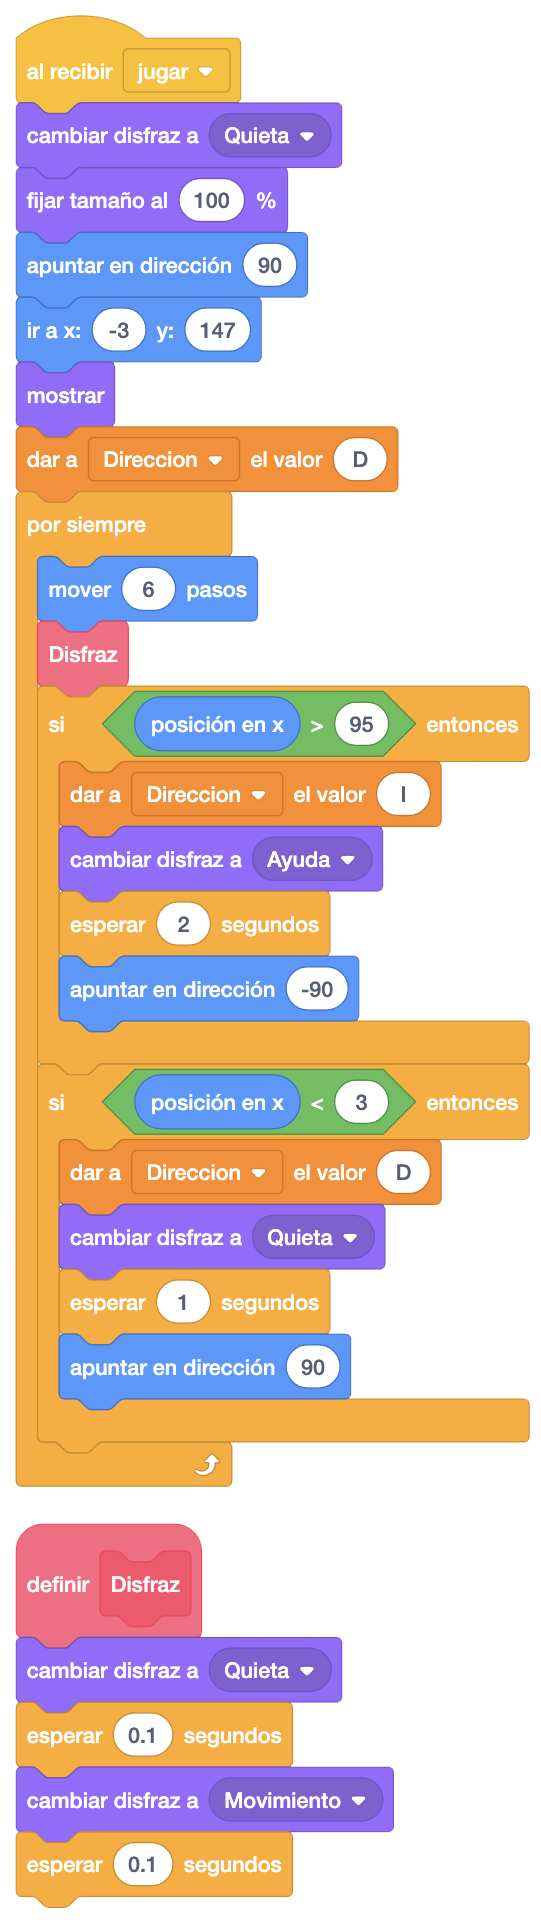 al recibir jugar
cambiar disfraz a Quieta
fijar tamaño al 100 %
apuntar en dirección 90
ir a x: -3 y: 147
mostrar
dar a Direccion el valor D
por siempre
mover 6 pasos
Disfraz
si posición en x > 95 entonces
dar a Direccion el valor I
cambiar disfraz a Ayuda
esperar 2 segundos
apuntar en dirección -90
si posición en x < 3 entonces
dar a Direccion el valor D
cambiar disfraz a Quieta
esperar 1 segundos
apuntar en dirección 90
definir Disfraz
cambiar disfraz a Quieta
esperar 0.1 segundos
cambiar disfraz a Movimiento
esperar 0.1 segundos